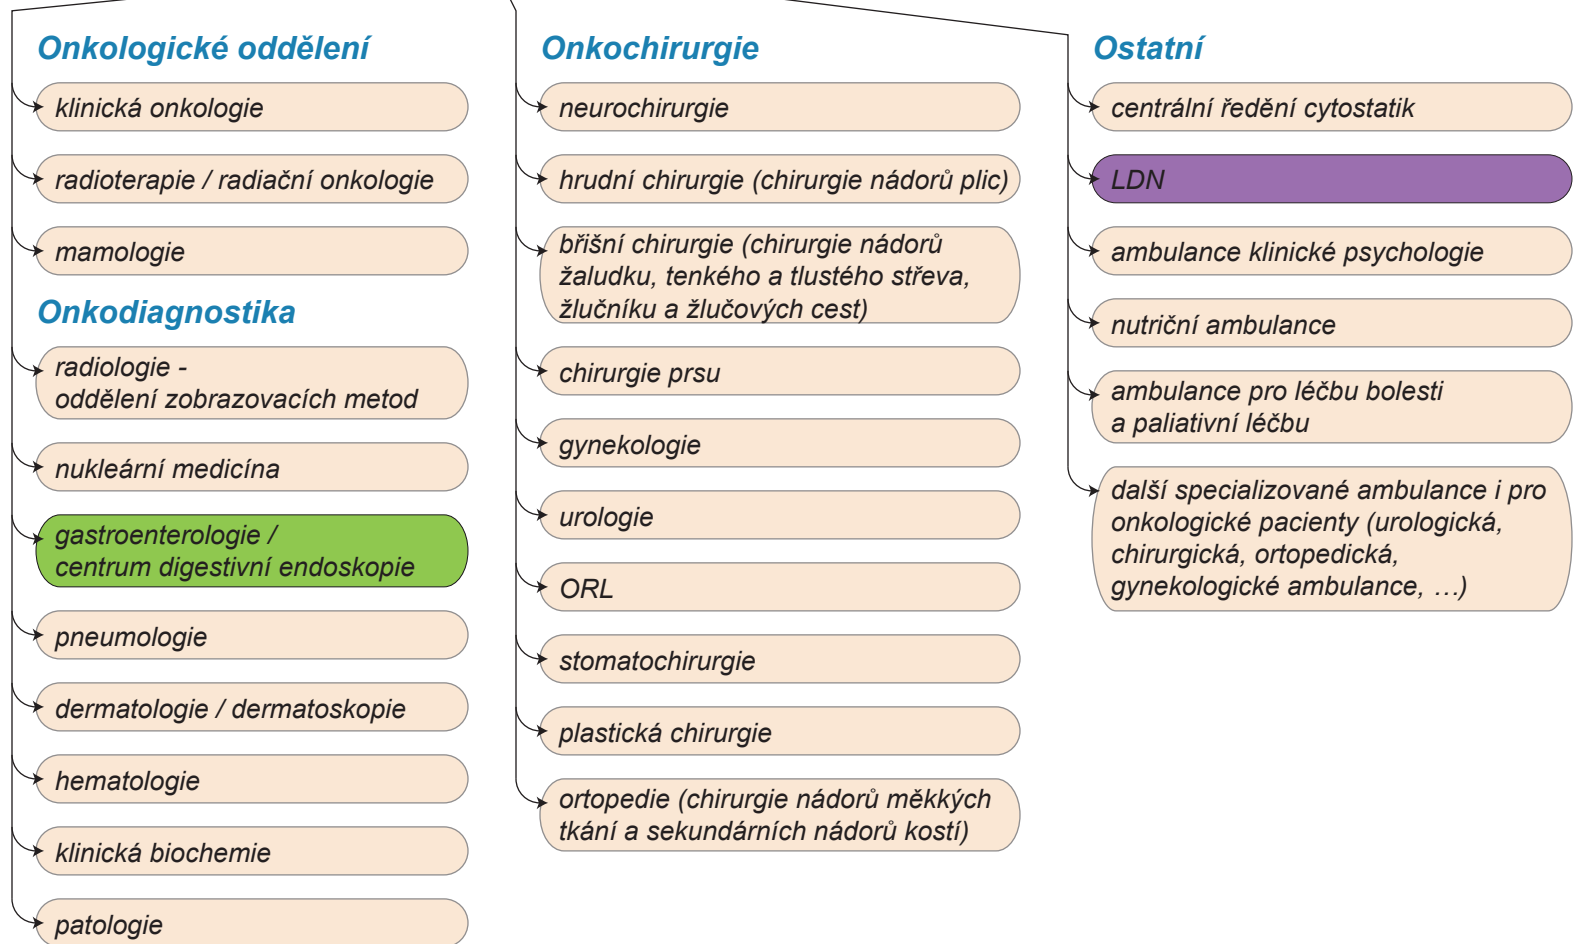 Onkologické oddělení
klinická onkologie
radioterapie / radiační onkologie
mamologie
Onkodiagnostika
radiologie -
oddělení zobrazovacích metod
nukleární medicína
gastroenterologie /
centrum digestivní endoskopie
pneumologie
dermatologie / dermatoskopie
hematologie
klinická biochemie
patologie
Onkochirurgie
neurochirurgie
hrudní chirurgie (chirurgie nádorů plic)
břišní chirurgie (chirurgie nádorů
žaludku, tenkého a tlustého střeva,
žlučníku a žlučových cest)
chirurgie prsu
gynekologie
urologie
ORL
stomatochirurgie
plastická chirurgie
ortopedie (chirurgie nádorů měkkých
tkání a sekundárních nádorů kostí)
Ostatní
centrální ředění cytostatik
LDN
ambulance klinické psychologie
nutriční ambulance
ambulance pro léčbu bolesti
a paliativní léčbu
další specializované ambulance i pro
onkologické pacienty (urologická,
chirurgická, ortopedická,
gynekologické ambulance, …)